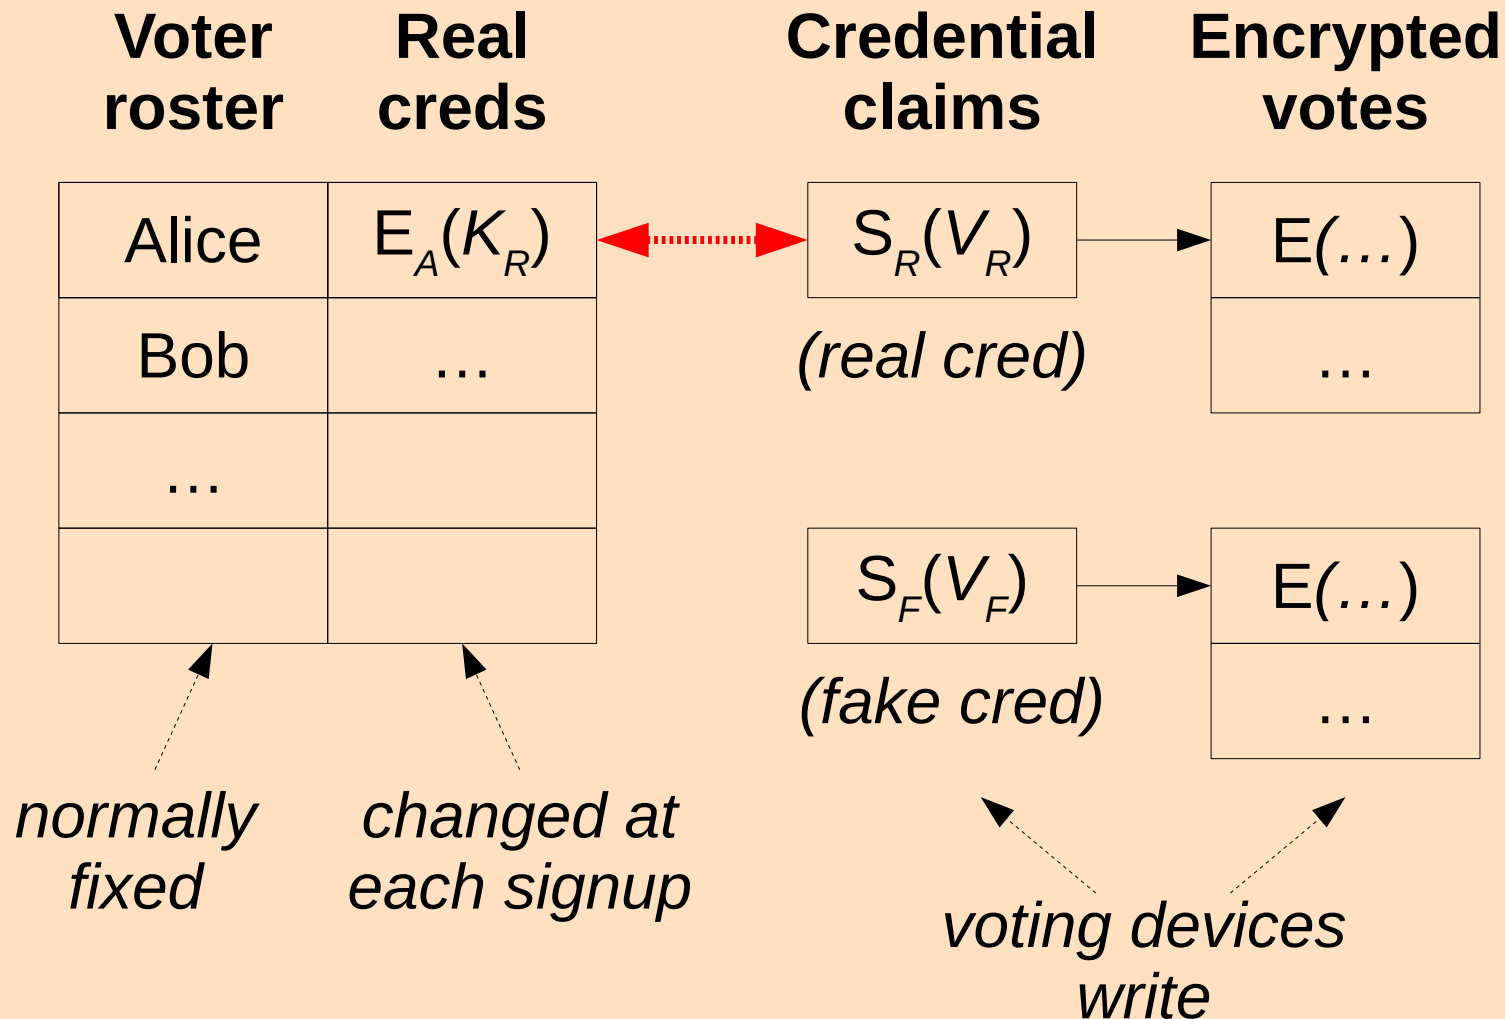 Voter roster
Real creds
Credential claims
Encrypted votes
Alice
E_A(K_R)
S_R(V_R)
E(…)
Bob
…
(real cred)
…
…
S_F(V_F)
E(…)
(fake cred)
…
normally
fixed
changed at
each signup
voting devices
write